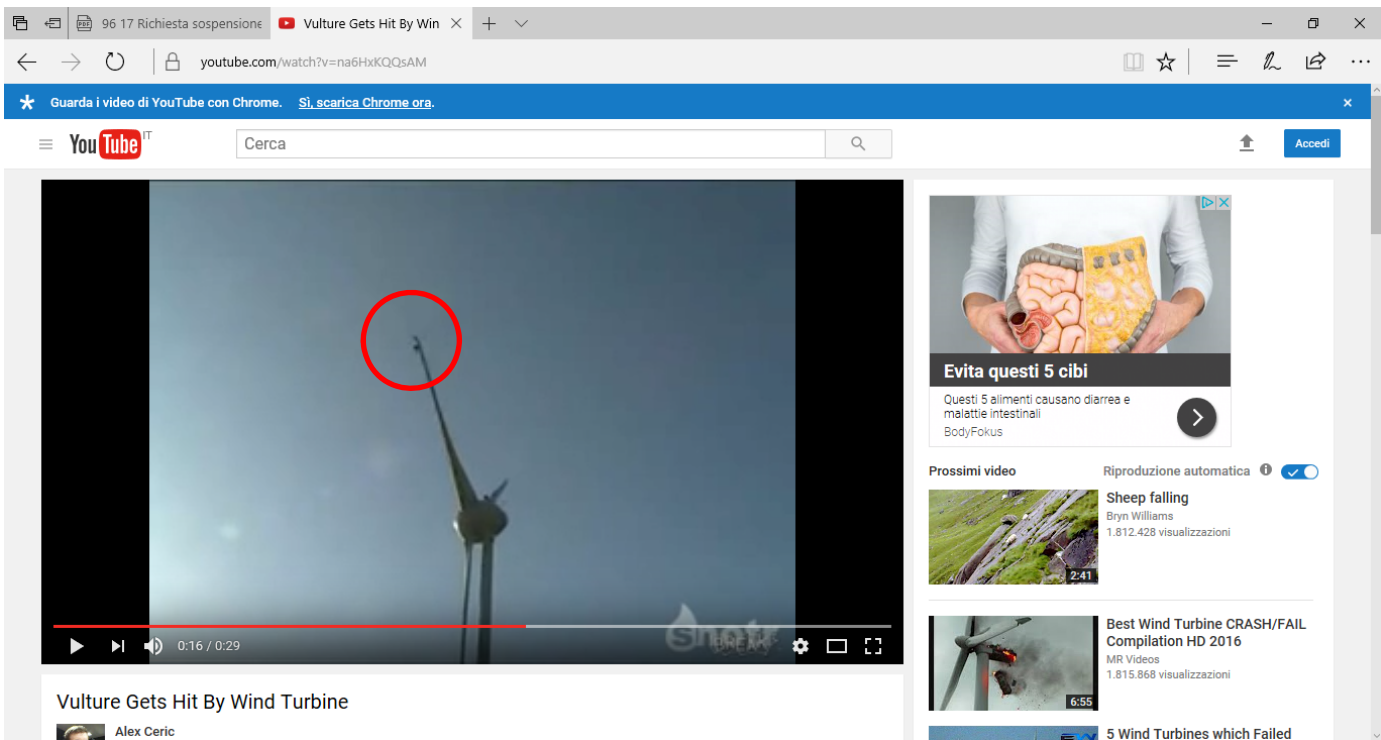 96 17 Richiesta sospensione
Vulture Gets Hit By Win
youtube.com/watch?v=na6HxKQQsAM
Guarda i video di YouTube con Chrome. Sì, scarica Chrome ora.
YouTube IT
Cerca
Accedi
Evita questi 5 cibi
Questi 5 alimenti causano diarrea e
malattie intestinali
BodyFokus
Prossimi video
Riproduzione automatica
Sheep falling
Bryn Williams
1.812.428 visualizzazioni
2:41
Best Wind Turbine CRASH/FAIL
Compilation HD 2016
MR Videos
1.815.868 visualizzazioni
6:55
5 Wind Turbines which Failed
0:16 / 0:29
BREAK
Vulture Gets Hit By Wind Turbine
Alex Ceric